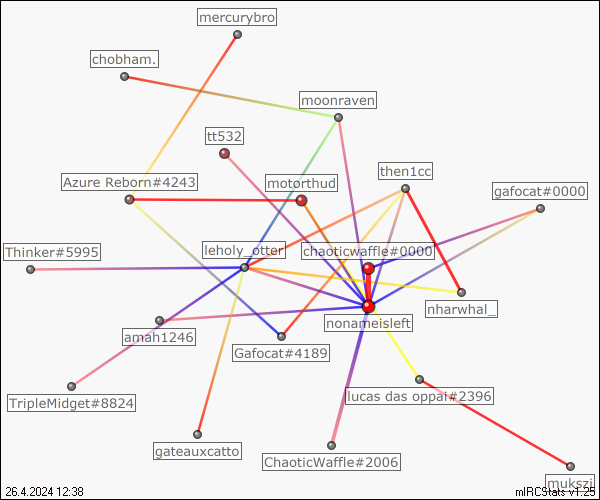 mercurybro
chobham.
moonraven
tt532
then1cc
Azure Reborn#4243
motørthud
gafocat#0000
Thinker#5995
leholy_otter
chaoticwaffle#0000
nharwhal_
nonameisleft
amah1246
Gafocat#4189
TripleMidget#8824
lucas das oppai#2396
gateauxcatto
ChaoticWaffle#2006
mukszi
26.4.2024 12:38
mIRCStats v1.25